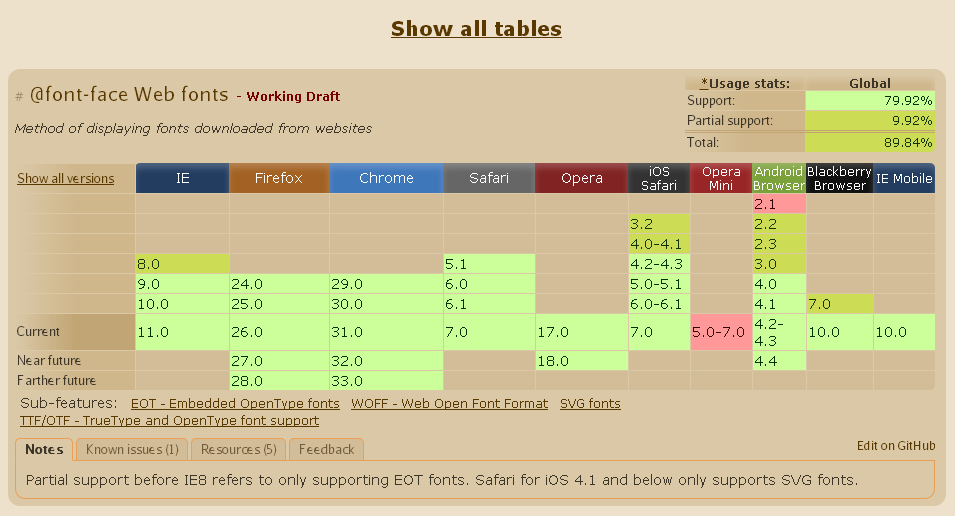 Show all tables
# @font-face Web fonts - Working Draft
*Usage stats: Global
Support: 79.92%
Partial support: 9.92%
Total: 89.84%
Method of displaying fonts downloaded from websites
Show all versions IE Firefox Chrome Safari Opera iOS Safari Opera Mini Android Browser Blackberry Browser IE Mobile
2.1
3.2 2.2
4.0-4.1 2.3
8.0 5.1 4.2-4.3 3.0
9.0 24.0 29.0 6.0 5.0-5.1 4.0
10.0 25.0 30.0 6.1 6.0-6.1 4.1 7.0
Current 11.0 26.0 31.0 7.0 17.0 7.0 5.0-7.0 4.2-4.3 10.0 10.0
Near future 27.0 32.0 18.0 4.4
Farther future 28.0 33.0
Sub-features: EOT - Embedded OpenType fonts WOFF - Web Open Font Format SVG fonts
TTF/OTF - TrueType and OpenType font support
Notes Known issues (1) Resources (5) Feedback Edit on GitHub
Partial support before IE8 refers to only supporting EOT fonts. Safari for iOS 4.1 and below only supports SVG fonts.